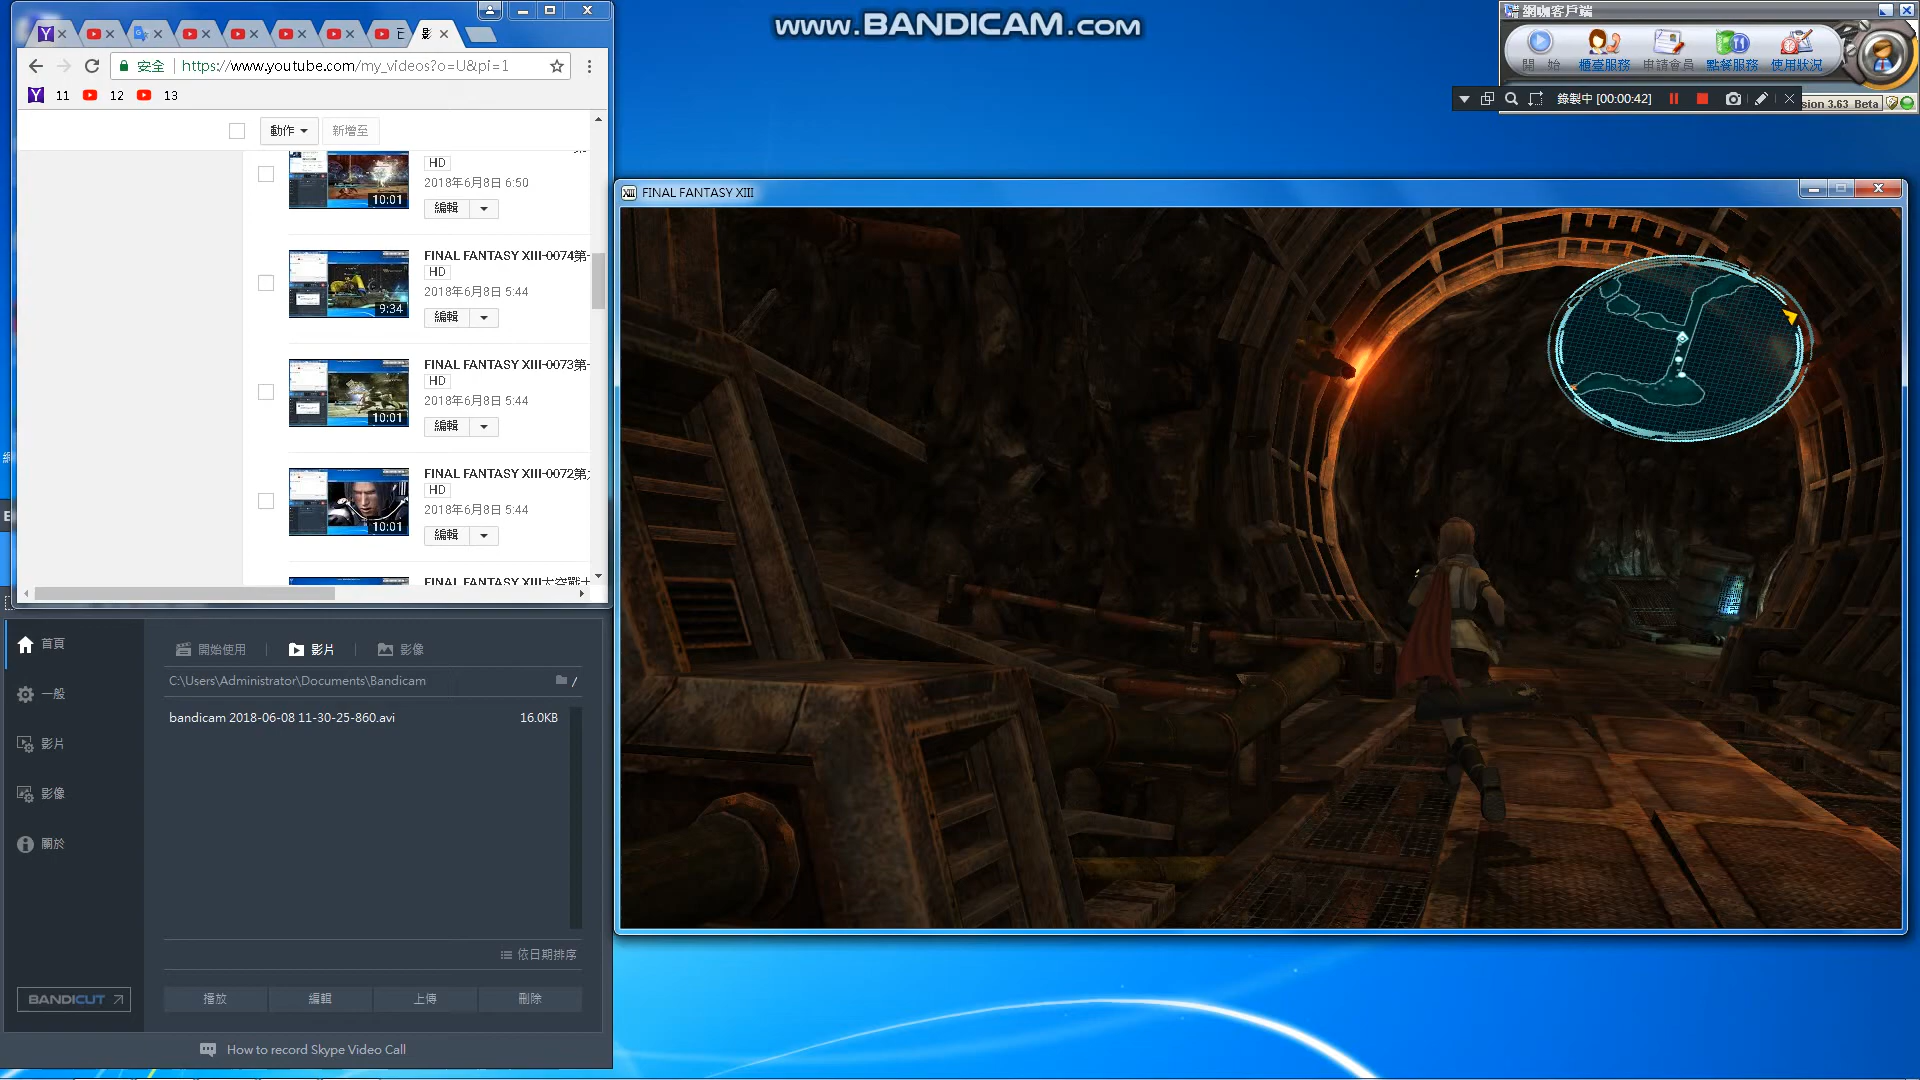 www.BANDICAM.com
網咖客戶端
開 始
櫃臺服務
申請會員
點餐服務
使用狀況
錄製中 [00:00:42]
sion 3.63 Beta
安全
https://www.youtube.com/my_videos?o=U&pi=1
11
12
13
動作
新增至
HD
2018年6月8日 6:50
10:01
編輯
FINAL FANTASY XIII-0074第
HD
2018年6月8日 5:44
9:34
編輯
FINAL FANTASY XIII-0073第
HD
2018年6月8日 5:44
10:01
編輯
FINAL FANTASY XIII-0072第
HD
2018年6月8日 5:44
10:01
編輯
FINAL FANTASY XIII太空戰士
FINAL FANTASY XIII
首頁
一般
影片
影像
關於
開始使用
影片
影像
C:\Users\Administrator\Documents\Bandicam
/
bandicam 2018-06-08 11-30-25-860.avi
16.0KB
依日期排序
播放
編輯
上傳
刪除
BANDICUT
How to record Skype Video Call